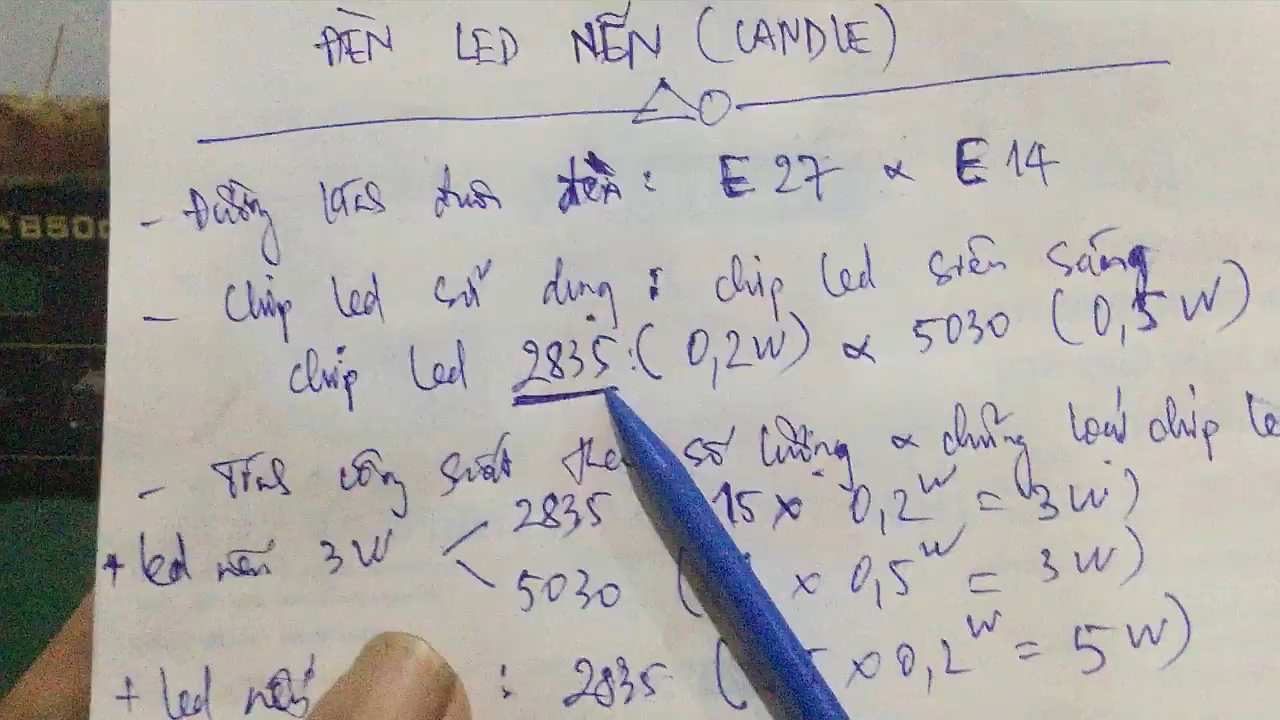 ĐÈN LED NẾN (CANDLE)
- Đường kính đuôi đèn : E27 ∝ E14
- Chip led sử dụng : chip led siêu sáng
chip led 2835 : (0,2W) ∝ 5030 (0,5W)
- Tính công suất số lượng ∝ chủng loại chip
+ led nến 3W
2835 15 x 0,2W = 3W)
5030 ( x 0,5W = 3W)
+ led nến : 2835 ( x 0,2W = 5W)